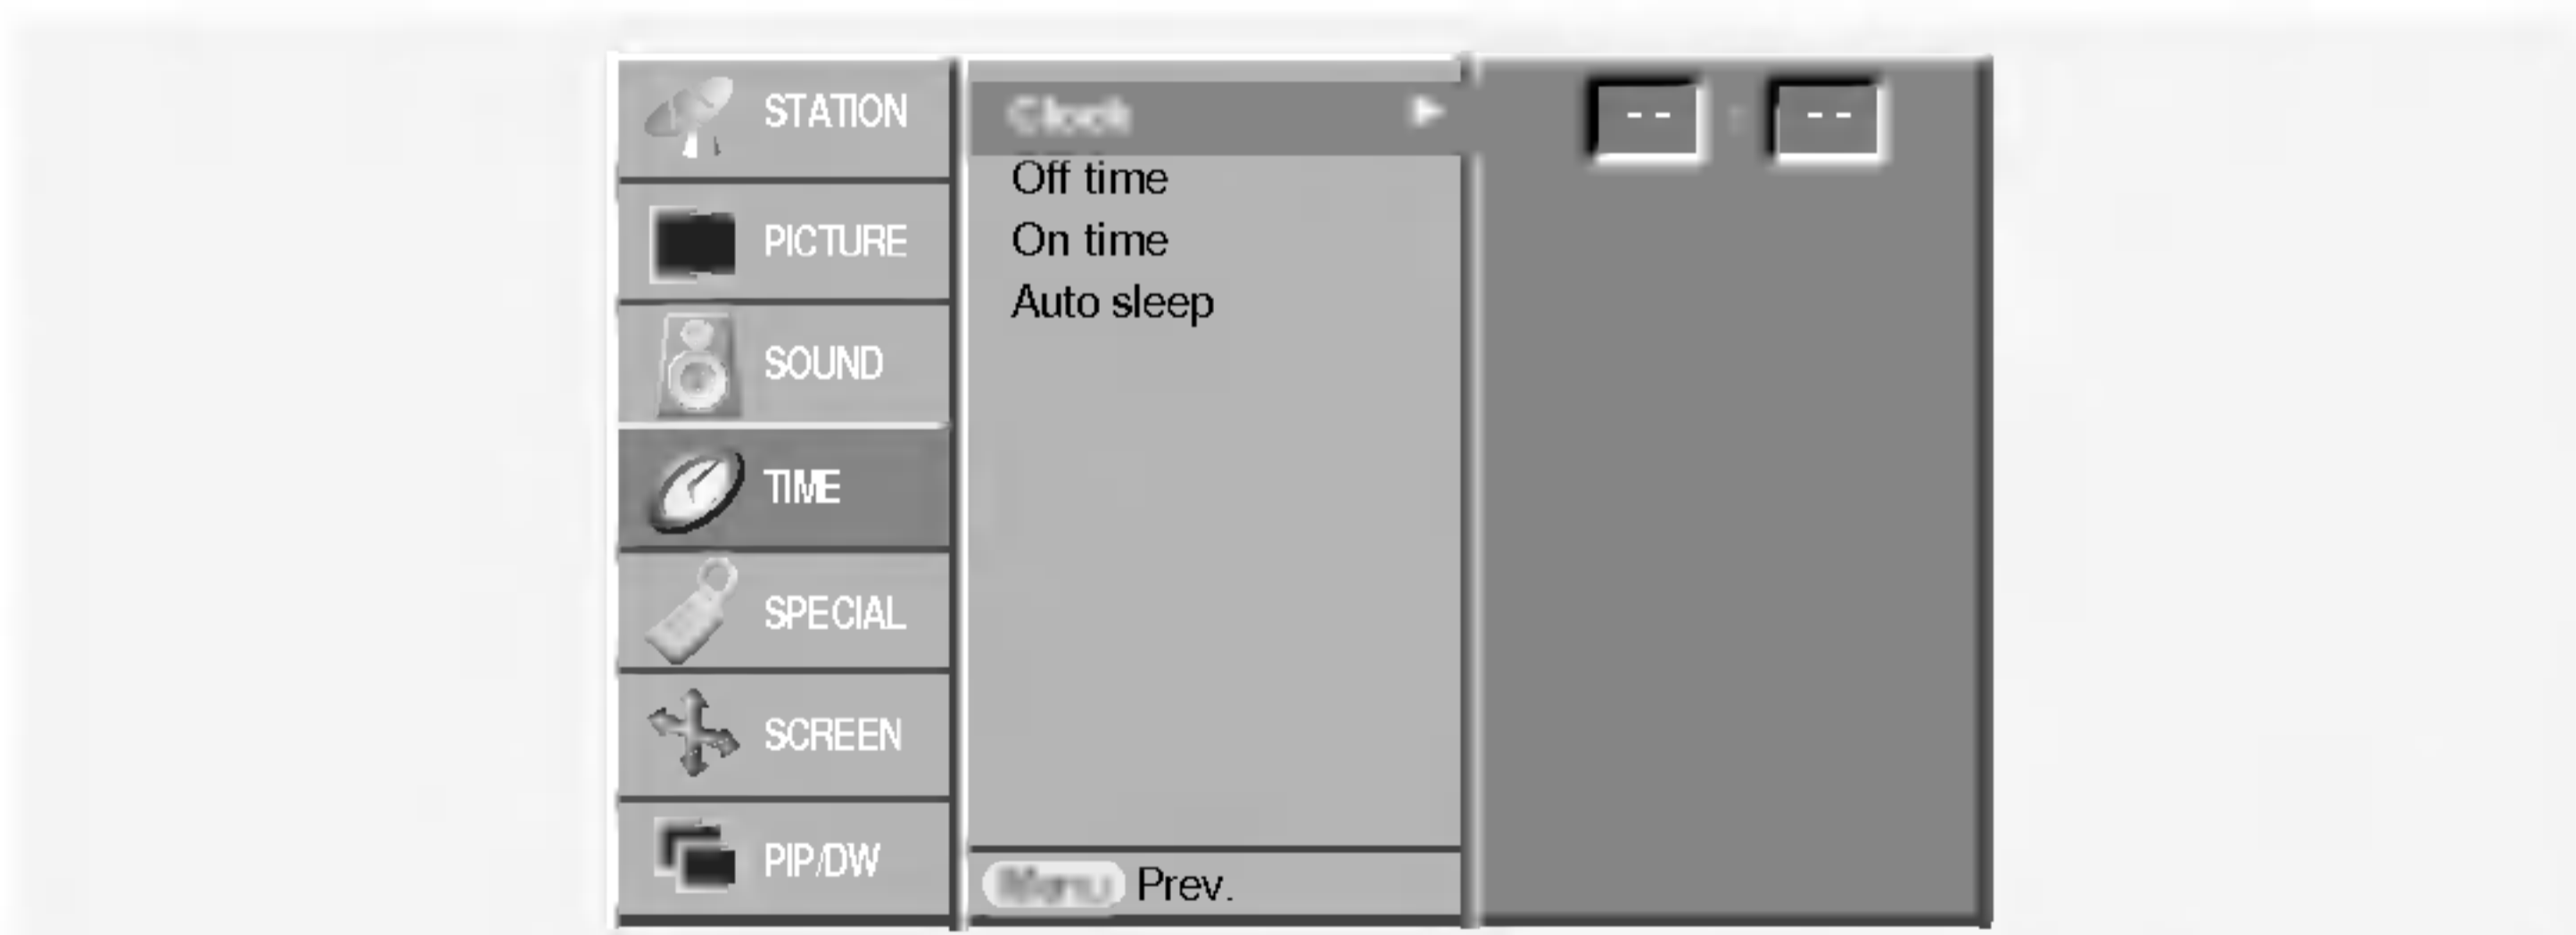 STATION
PICTURE
SOUND
TIME
SPECIAL
SCREEN
PIP/DW
Clock
Off time
On time
Auto sleep
Menu Prev.
-- : --